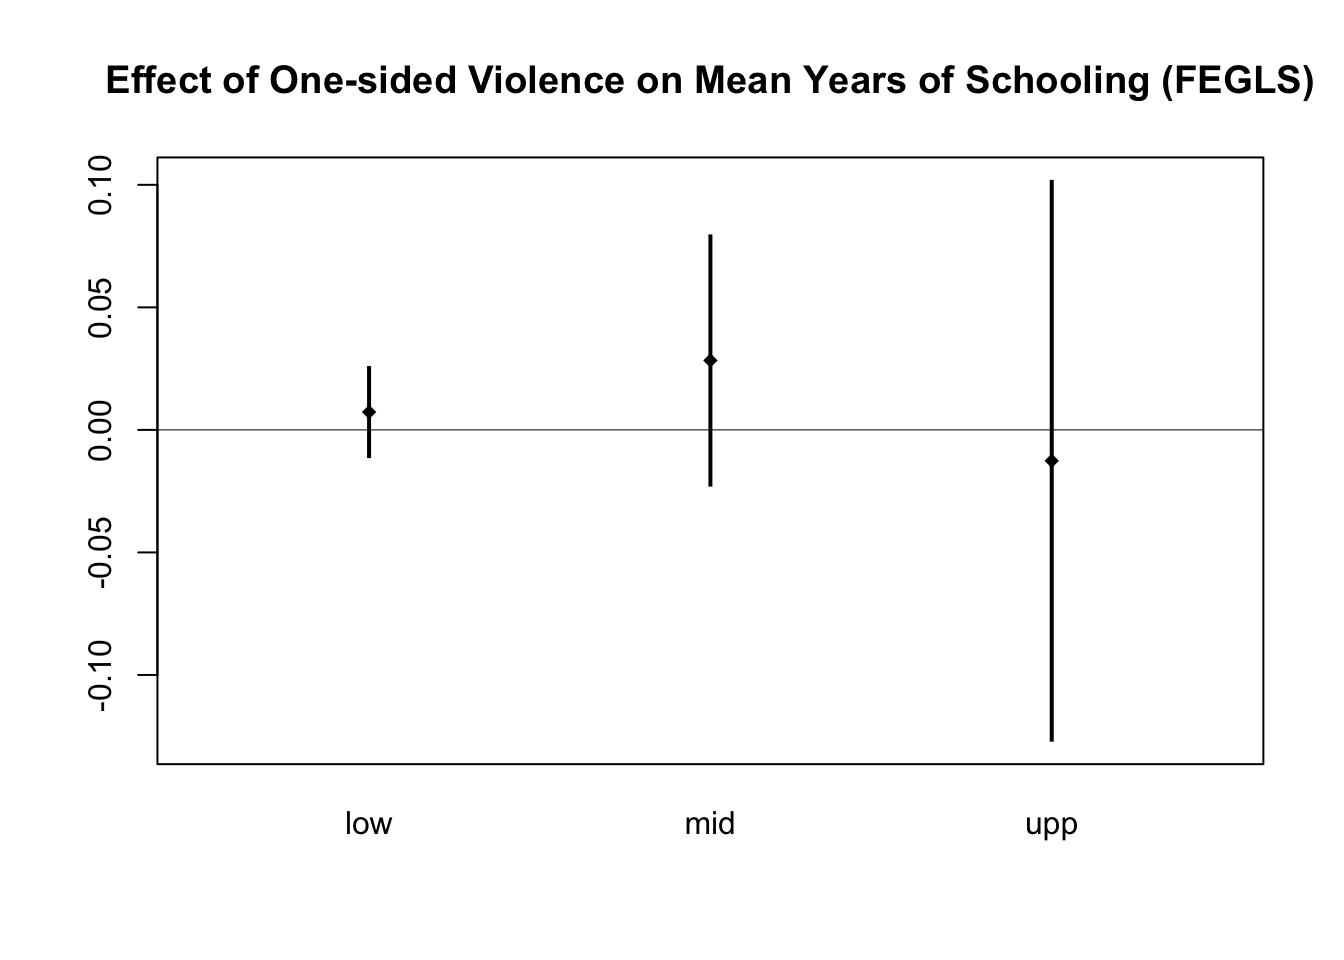 Effect of One-sided Violence on Mean Years of Schooling (FEGLS)
0.10
0.05
0.00
-0.05
-0.10
low mid upp